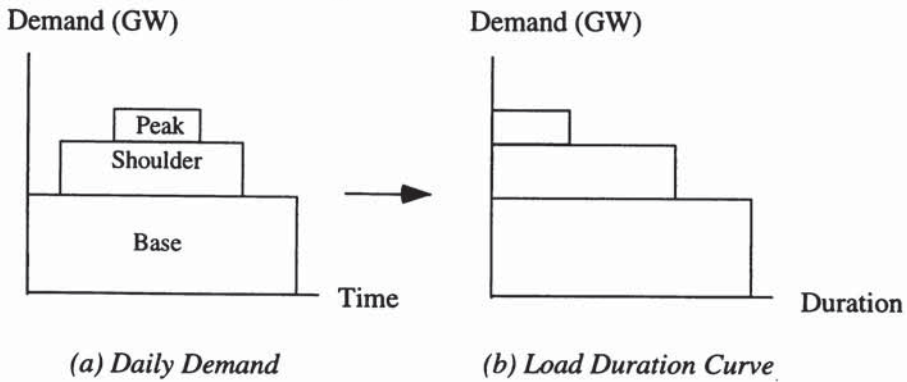 Demand (GW)
Peak
Shoulder
Base
Time
(a) Daily Demand
Demand (GW)
Duration
(b) Load Duration Curve